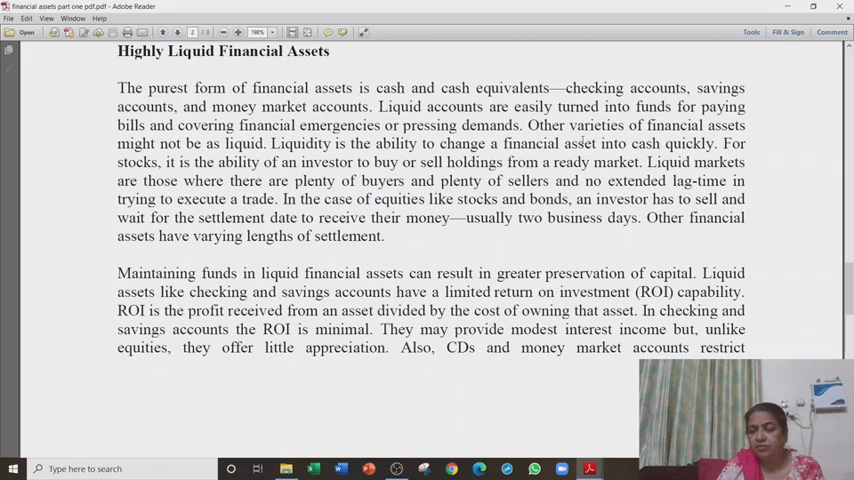 financial assets part one pdf.pdf - Adobe Reader
File Edit View Window Help
Open 2 / 3 198% Tools Fill & Sign Comment
Highly Liquid Financial Assets
The purest form of financial assets is cash and cash equivalents—checking accounts, savings
accounts, and money market accounts. Liquid accounts are easily turned into funds for paying
bills and covering financial emergencies or pressing demands. Other varieties of financial assets
might not be as liquid. Liquidity is the ability to change a financial asset into cash quickly. For
stocks, it is the ability of an investor to buy or sell holdings from a ready market. Liquid markets
are those where there are plenty of buyers and plenty of sellers and no extended lag-time in
trying to execute a trade. In the case of equities like stocks and bonds, an investor has to sell and
wait for the settlement date to receive their money—usually two business days. Other financial
assets have varying lengths of settlement.
Maintaining funds in liquid financial assets can result in greater preservation of capital. Liquid
assets like checking and savings accounts have a limited return on investment (ROI) capability.
ROI is the profit received from an asset divided by the cost of owning that asset. In checking and
savings accounts the ROI is minimal. They may provide modest interest income but, unlike
equities, they offer little appreciation. Also, CDs and money market accounts restrict
Type here to search